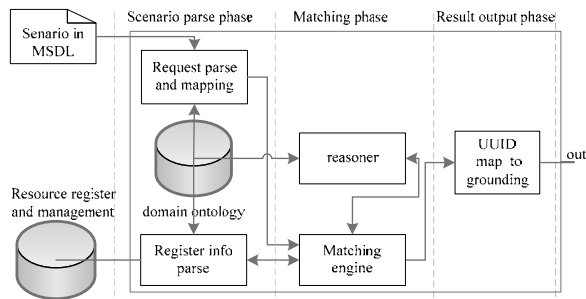 Scenario parse phase
Matching phase
Result output phase
Senario in
MSDL
Request parse
and mapping
reasoner
UUID
map to
grounding
out
Resource register
and management
domain ontology
Register info
parse
Matching
engine